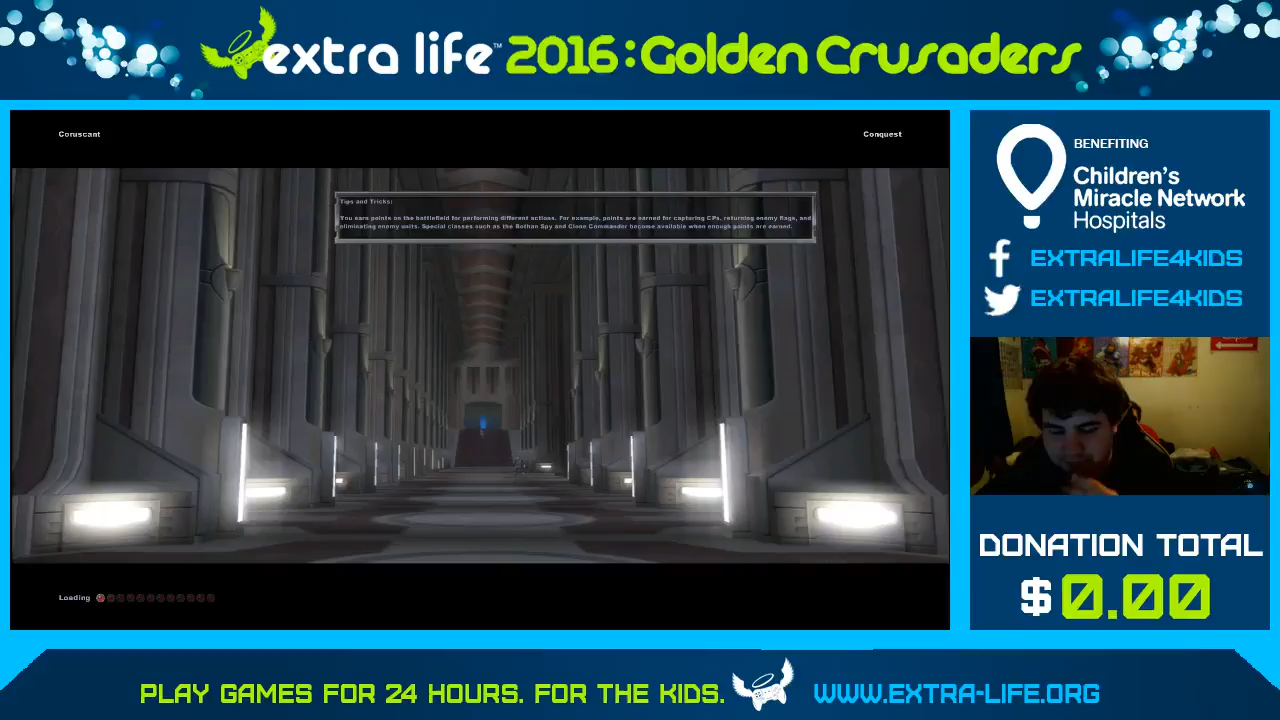 extra life™ 2016:Golden Crusaders
Coruscant
Conquest
Tips and Tricks:
You earn points on the battlefield for performing different actions. For example, points are earned for capturing CPs, returning enemy flags, and
eliminating enemy units. Special classes such as the Bothan Spy and Clone Commander become available when enough points are earned.
Loading
BENEFITING
Children's
Miracle Network
Hospitals
EXTRALIFE4KIDS
EXTRALIFE4KIDS
DONATION TOTAL
$0.00
PLAY GAMES FOR 24 HOURS. FOR THE KIDS.
WWW.EXTRA-LIFE.ORG